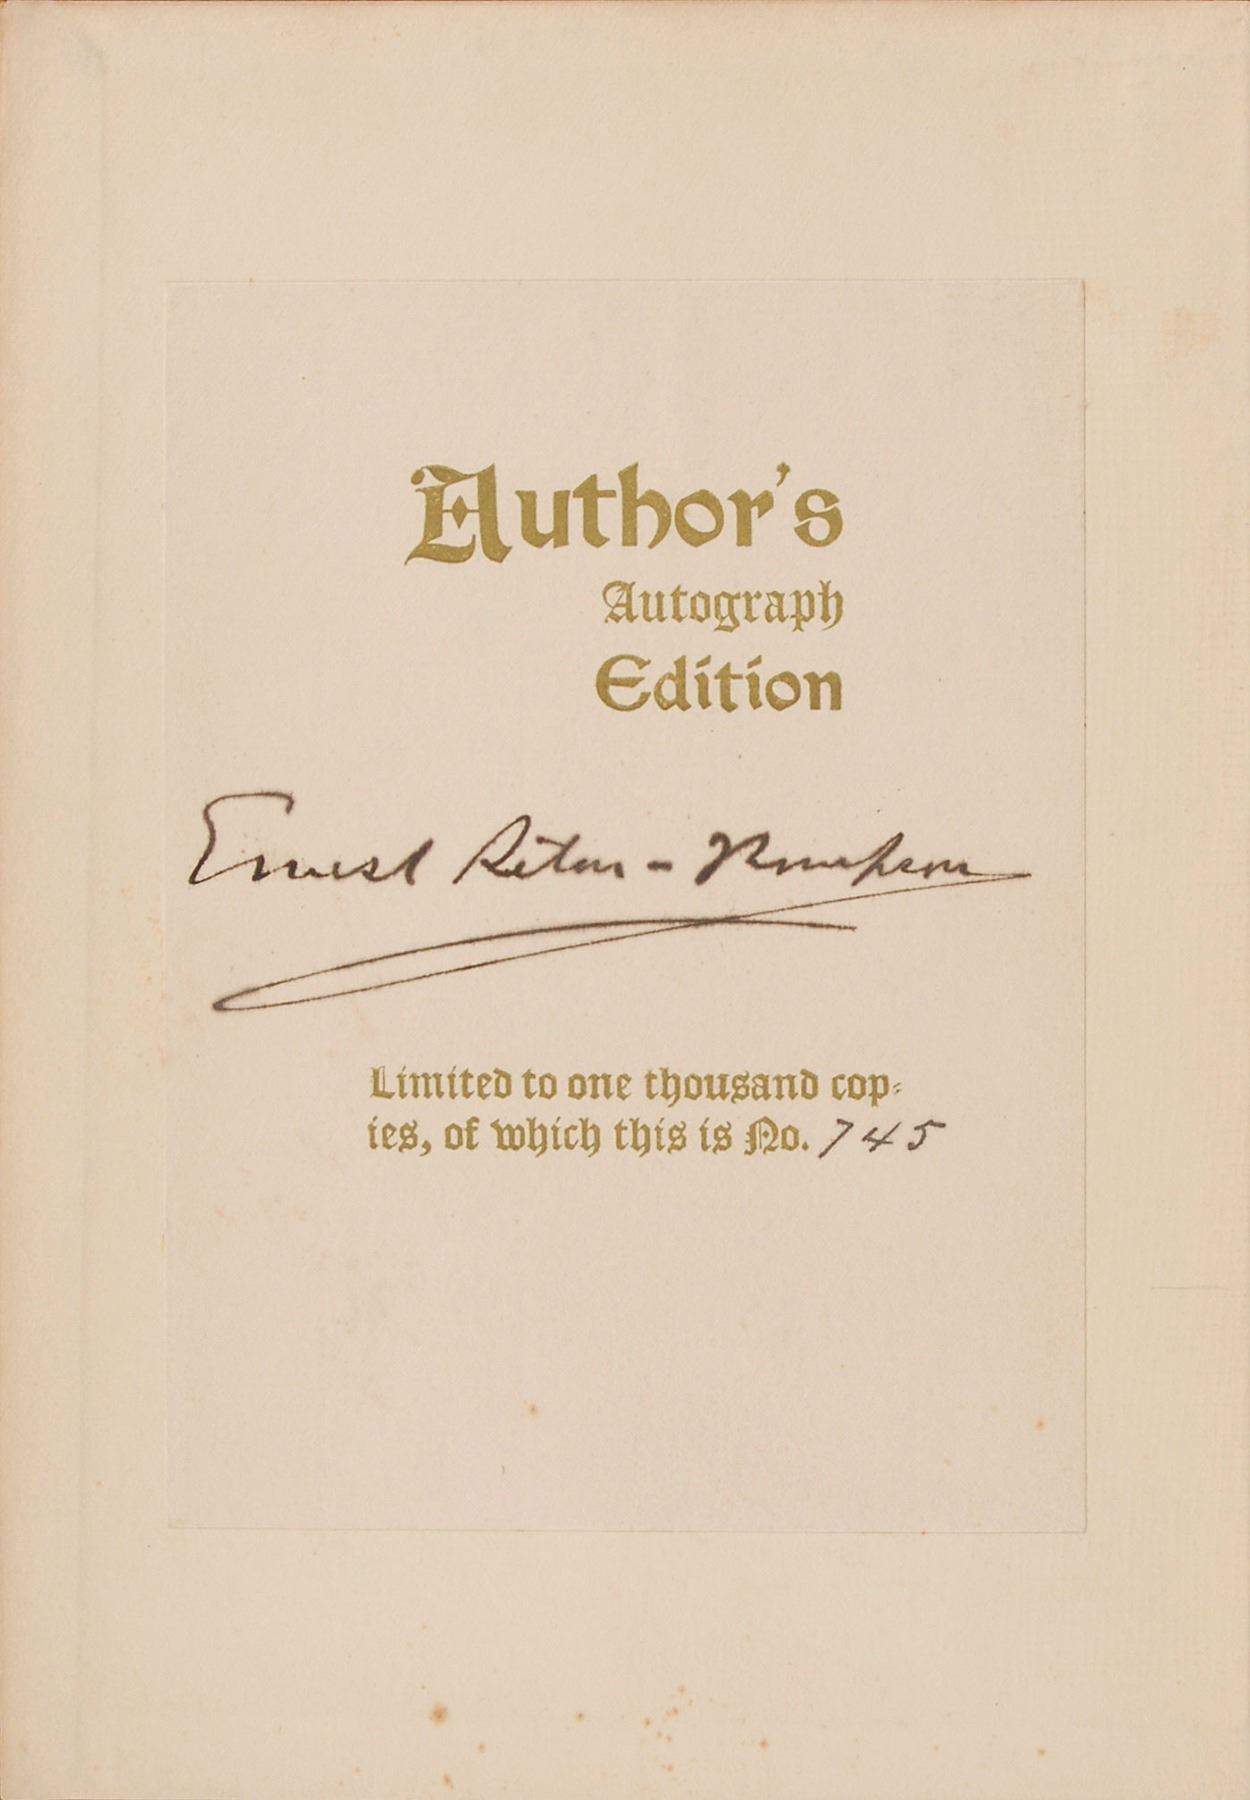 Author's
Autograph
Edition
Ernest Seton-Thompson
Limited to one thousand cop-
ies, of which this is No. 745